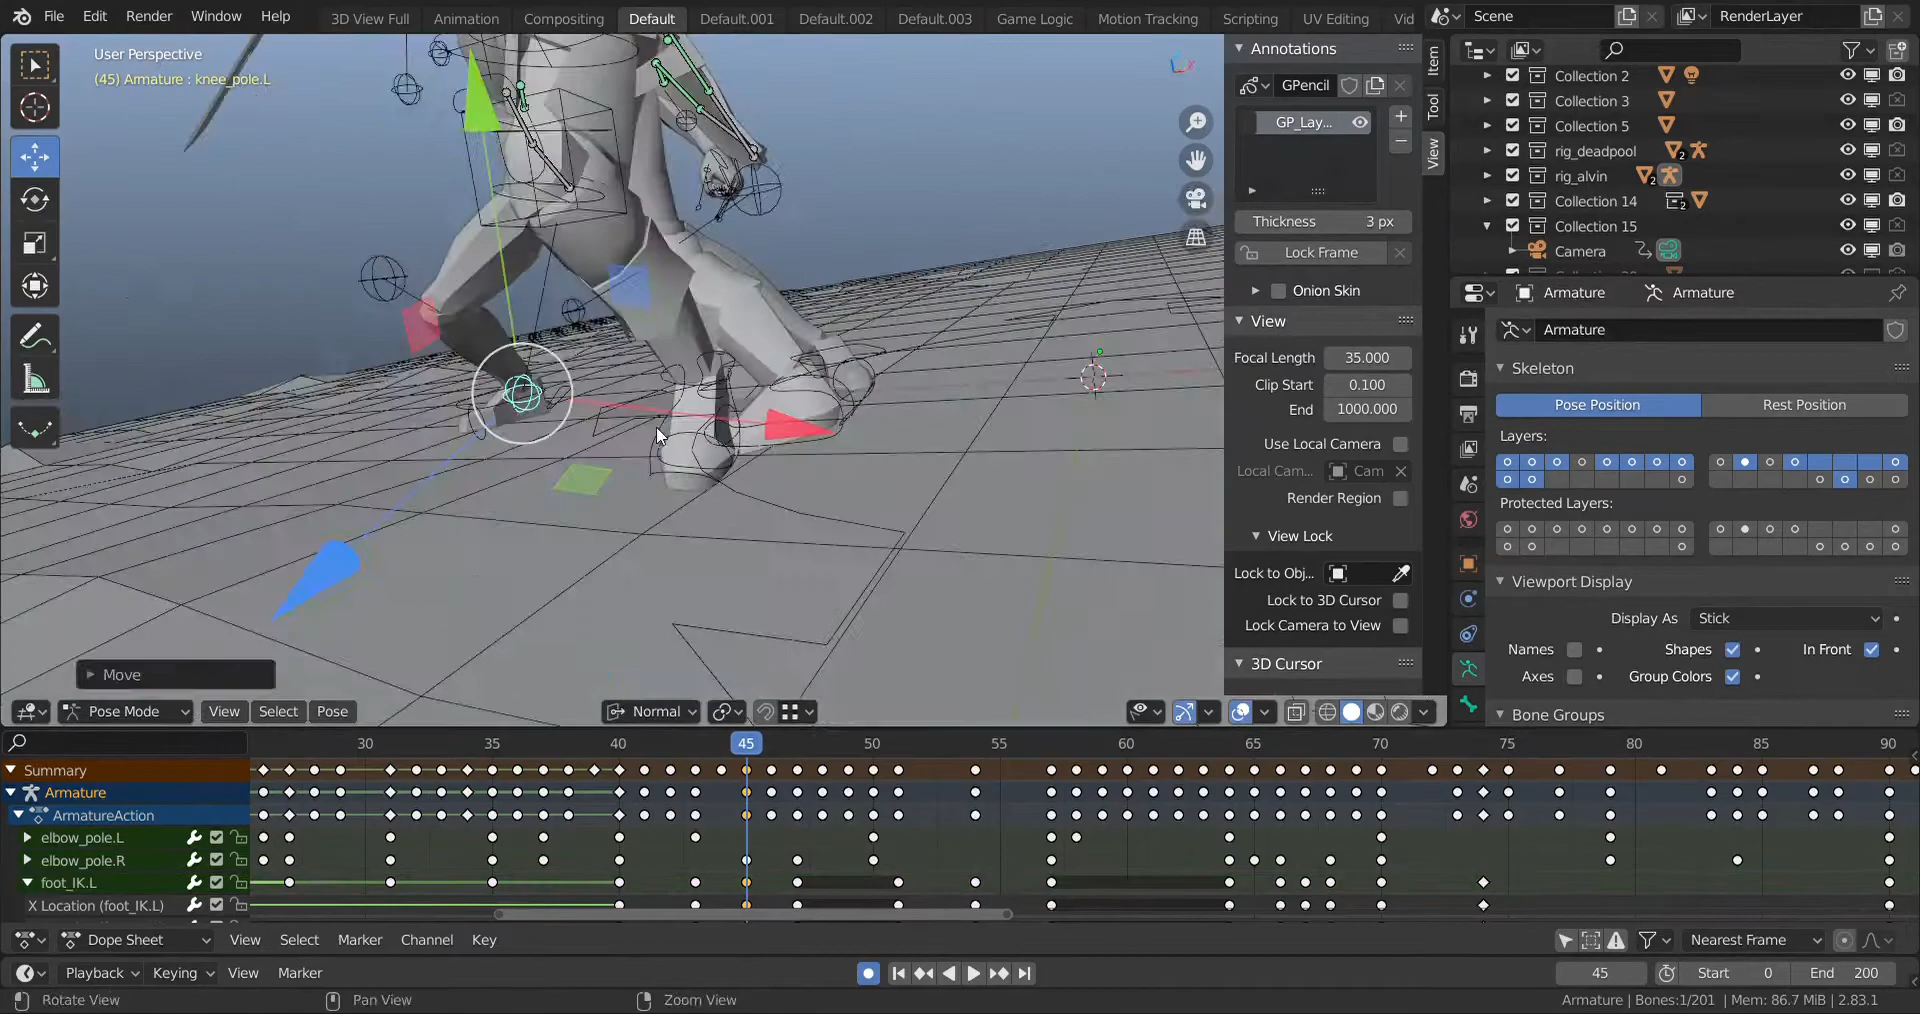 File Edit Render Window Help 3D View Full Animation Compositing Default Default.001 Default.002 Default.003 Game Logic Motion Tracking Scripting UV Editing Vid Scene RenderLayer
User Perspective
(45) Armature : knee_pole.L
Annotations
GPencil
GP_Lay...
Thickness 3 px
Lock Frame
Onion Skin
View
Focal Length 35.000
Clip Start 0.100
End 1000.000
Use Local Camera
Local Cam... Cam
Render Region
View Lock
Lock to Obj...
Lock to 3D Cursor
Lock Camera to View
3D Cursor
Item
Tool
View
Collection 2
Collection 3
Collection 5
rig_deadpool 2
rig_alvin 2
Collection 14 2
Collection 15
Camera
Armature Armature
Armature
Skeleton
Pose Position Rest Position
Layers:
Protected Layers:
Viewport Display
Display As Stick
Names Shapes In Front
Axes Group Colors
Bone Groups
Move
Pose Mode View Select Pose Normal
30 35 40 45 50 55 60 65 70 75 80 85 90
Summary
Armature
ArmatureAction
elbow_pole.L
elbow_pole.R
foot_IK.L
X Location (foot_IK.L)
Dope Sheet View Select Marker Channel Key Nearest Frame
Playback Keying View Marker 45 Start 0 End 200
Rotate View Pan View Zoom View Armature | Bones:1/201 | Mem: 86.7 MiB | 2.83.1